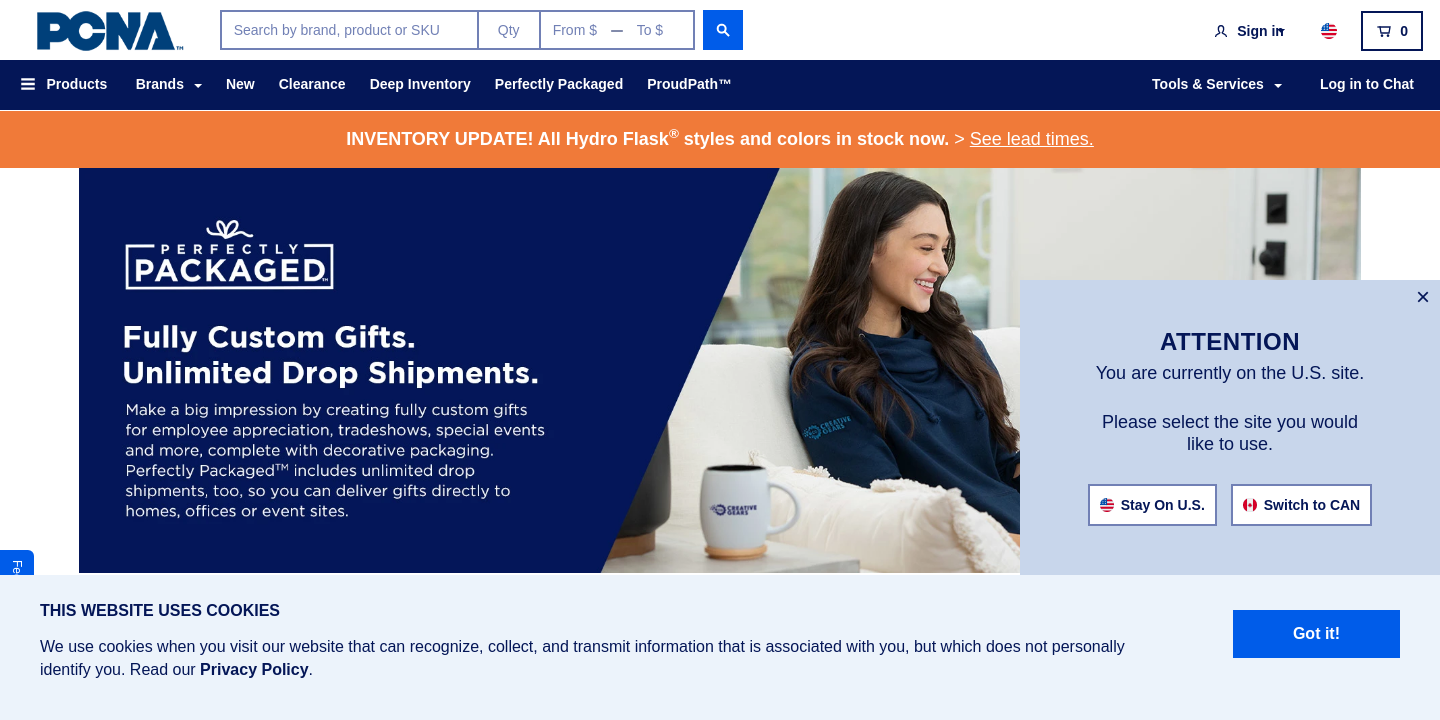 PCNA™
Search by brand, product or SKU
Qty
From $ — To $
Sign in
0
Products
Brands
New
Clearance
Deep Inventory
Perfectly Packaged
ProudPath™
Tools & Services
Log in to Chat
INVENTORY UPDATE! All Hydro Flask® styles and colors in stock now. > See lead times.
PERFECTLY
PACKAGED™
Fully Custom Gifts.
Unlimited Drop Shipments.
Make a big impression by creating fully custom gifts
for employee appreciation, tradeshows, special events
and more, complete with decorative packaging.
Perfectly Packaged™ includes unlimited drop
shipments, too, so you can deliver gifts directly to
homes, offices or event sites.
CREATIVE
GEARS
CREATIVE
GEARS
×
ATTENTION
You are currently on the U.S. site.
Please select the site you would
like to use.
Stay On U.S.
Switch to CAN
THIS WEBSITE USES COOKIES
We use cookies when you visit our website that can recognize, collect, and transmit information that is associated with you, but which does not personally
identify you. Read our Privacy Policy.
Got it!